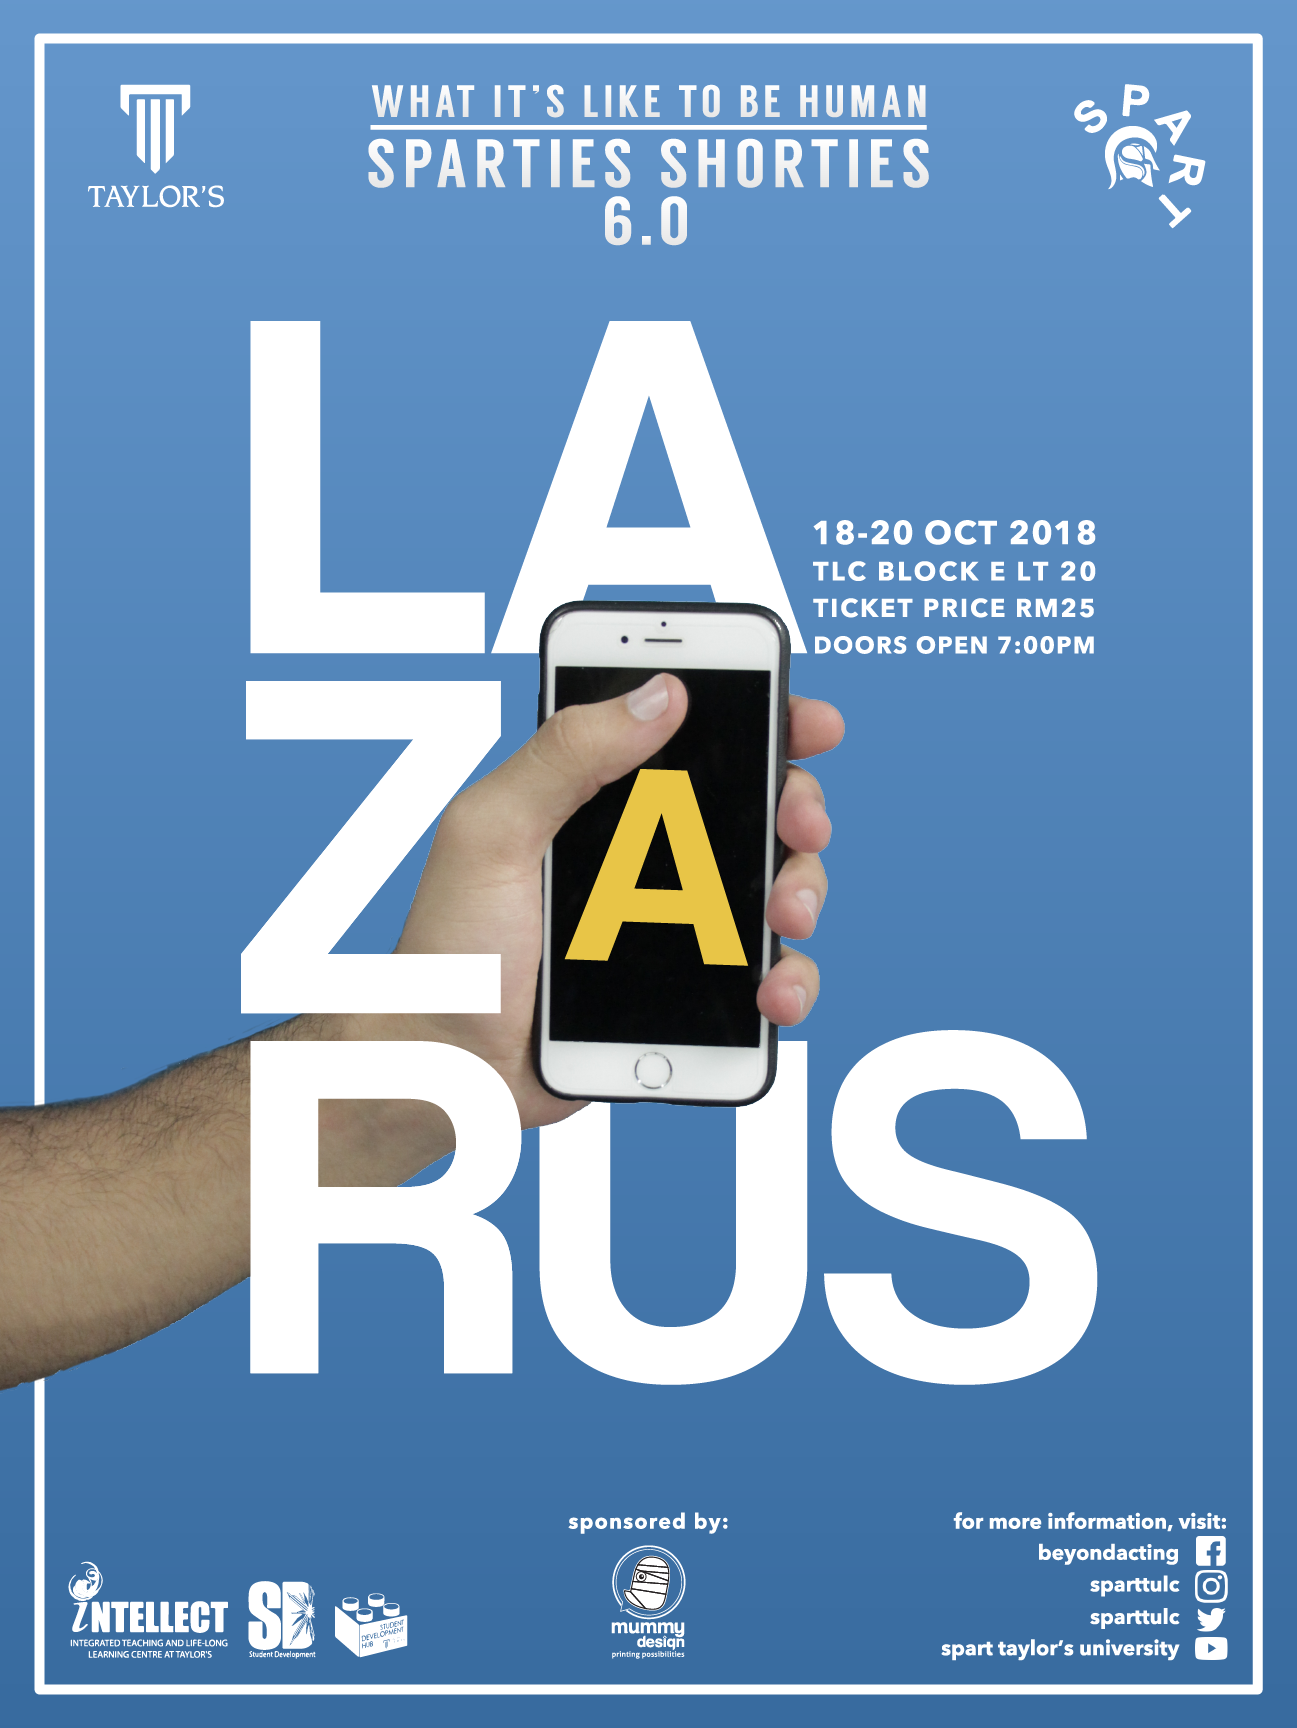 TAYLOR'S
WHAT IT'S LIKE TO BE HUMAN
SPARTIES SHORTIES
6.0
SPART
LA
18-20 OCT 2018
TLC BLOCK E LT 20
TICKET PRICE RM25
DOORS OPEN 7:00PM
ZA
RUS
sponsored by:
mummy
design
printing possibilities
for more information, visit:
beyondacting
sparttulc
sparttulc
spart taylor's university
iNTELLECT
INTEGRATED TEACHING AND LIFE-LONG
LEARNING CENTRE AT TAYLOR'S
SD
Student Development
STUDENT
DEVELOPMENT
HUB